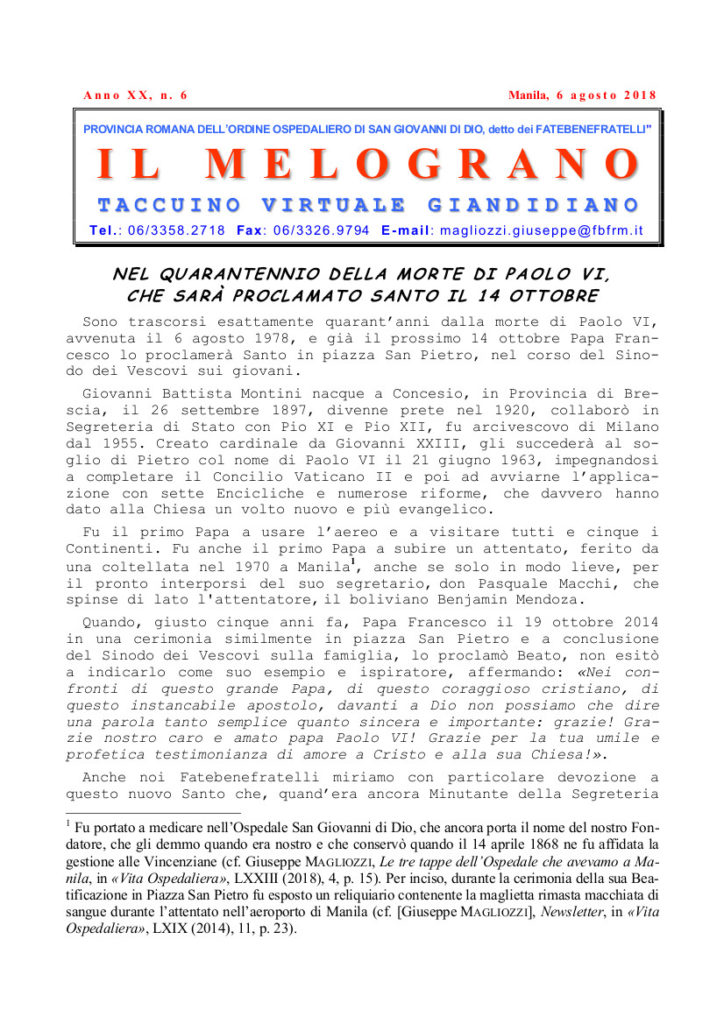 Anno XX, n. 6 Manila, 6 agosto 2018
PROVINCIA ROMANA DELL'ORDINE OSPEDALIERO DI SAN GIOVANNI DI DIO, detto dei FATEBENEFRATELLI"
IL MELOGRANO
TACCUINO VIRTUALE GIANDIDIANO
Tel.: 06/3358.2718 Fax: 06/3326.9794 E-mail: magliozzi.giuseppe@fbfrm.it
NEL QUARANTENNIO DELLA MORTE DI PAOLO VI,
CHE SARÀ PROCLAMATO SANTO IL 14 OTTOBRE
Sono trascorsi esattamente quarant’anni dalla morte di Paolo VI,
avvenuta il 6 agosto 1978, e già il prossimo 14 ottobre Papa Fran-
cesco lo proclamerà Santo in piazza San Pietro, nel corso del Sino-
do dei Vescovi sui giovani.
Giovanni Battista Montini nacque a Concesio, in Provincia di Bre-
scia, il 26 settembre 1897, divenne prete nel 1920, collaborò in
Segreteria di Stato con Pio XI e Pio XII, fu arcivescovo di Milano
dal 1955. Creato cardinale da Giovanni XXIII, gli succederà al so-
glio di Pietro col nome di Paolo VI il 21 giugno 1963, impegnandosi
a completare il Concilio Vaticano II e poi ad avviarne l’applica-
zione con sette Encicliche e numerose riforme, che davvero hanno
dato alla Chiesa un volto nuovo e più evangelico.
Fu il primo Papa a usare l’aereo e a visitare tutti e cinque i
Continenti. Fu anche il primo Papa a subire un attentato, ferito da
una coltellata nel 1970 a Manila¹, anche se solo in modo lieve, per
il pronto interporsi del suo segretario, don Pasquale Macchi, che
spinse di lato l'attentatore, il boliviano Benjamin Mendoza.
Quando, giusto cinque anni fa, Papa Francesco il 19 ottobre 2014
in una cerimonia similmente in piazza San Pietro e a conclusione
del Sinodo dei Vescovi sulla famiglia, lo proclamò Beato, non esitò
a indicarlo come suo esempio e ispiratore, affermando: «Nei con-
fronti di questo grande Papa, di questo coraggioso cristiano, di
questo instancabile apostolo, davanti a Dio non possiamo che dire
una parola tanto semplice quanto sincera e importante: grazie! Gra-
zie nostro caro e amato papa Paolo VI! Grazie per la tua umile e
profetica testimonianza di amore a Cristo e alla sua Chiesa!».
Anche noi Fatebenefratelli miriamo con particolare devozione a
questo nuovo Santo che, quand’era ancora Minutante della Segreteria
¹ Fu portato a medicare nell’Ospedale San Giovanni di Dio, che ancora porta il nome del nostro Fon-
datore, che gli demmo quando era nostro e che conservò quando il 14 aprile 1868 ne fu affidata la
gestione alle Vincenziane (cf. Giuseppe MAGLIOZZI, Le tre tappe dell’Ospedale che avevamo a Ma-
nila, in «Vita Ospedaliera», LXXIII (2018), 4, p. 15). Per inciso, durante la cerimonia della sua Bea-
tificazione in Piazza San Pietro fu esposto un reliquiario contenente la maglietta rimasta macchiata di
sangue durante l’attentato nell’aeroporto di Manila (cf. [Giuseppe MAGLIOZZI], Newsletter, in «Vita
Ospedaliera», LXIX (2014), 11, p. 23).